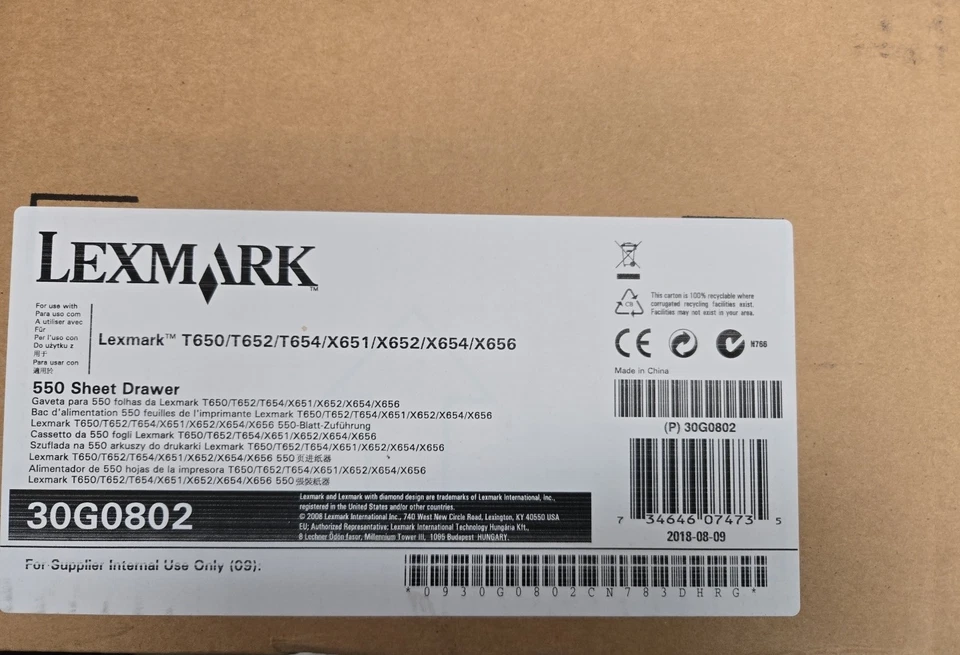 LEXMARK™
For use with
Para uso com
A utiliser avec
Für
Per l'uso con
Do użytku z
用于
Para usar con
適用於
Lexmark™ T650/T652/T654/X651/X652/X654/X656
550 Sheet Drawer
Gaveta para 550 folhas da Lexmark T650/T652/T654/X651/X652/X654/X656
Bac d'alimentation 550 feuilles de l'imprimante Lexmark T650/T652/T654/X651/X652/X654/X656
Lexmark T650/T652/T654/X651/X652/X654/X656 550-Blatt-Zuführung
Cassetto da 550 fogli Lexmark T650/T652/T654/X651/X652/X654/X656
Szuflada na 550 arkuszy do drukarki Lexmark T650/T652/T654/X651/X652/X654/X656
Lexmark T650/T652/T654/X651/X652/X654/X656 550 页进纸器
Alimentador de 550 hojas de la impresora T650/T652/T654/X651/X652/X654/X656
Lexmark T650/T652/T654/X651/X652/X654/X656 550 張裝紙器
30G0802
Lexmark and Lexmark with diamond design are trademarks of Lexmark International, Inc.,
registered in the United States and/or other countries.
© 2008 Lexmark International Inc., 740 West New Circle Road, Lexington, KY 40550 USA
EU; Authorized Representative: Lexmark International Technology Hungária Kft.,
8 Lechner Ödön fasor, Millennium Tower III, 1095 Budapest HUNGARY.
CB
This carton is 100% recyclable where
corrugated recycling facilities exist.
Facilities may not exist in your area.
CE
N766
Made in China
(P) 30G0802
7 34646 07473 5
2018-08-09
For Supplier Internal Use Only (09):
*0930G0802CN783DHRG*